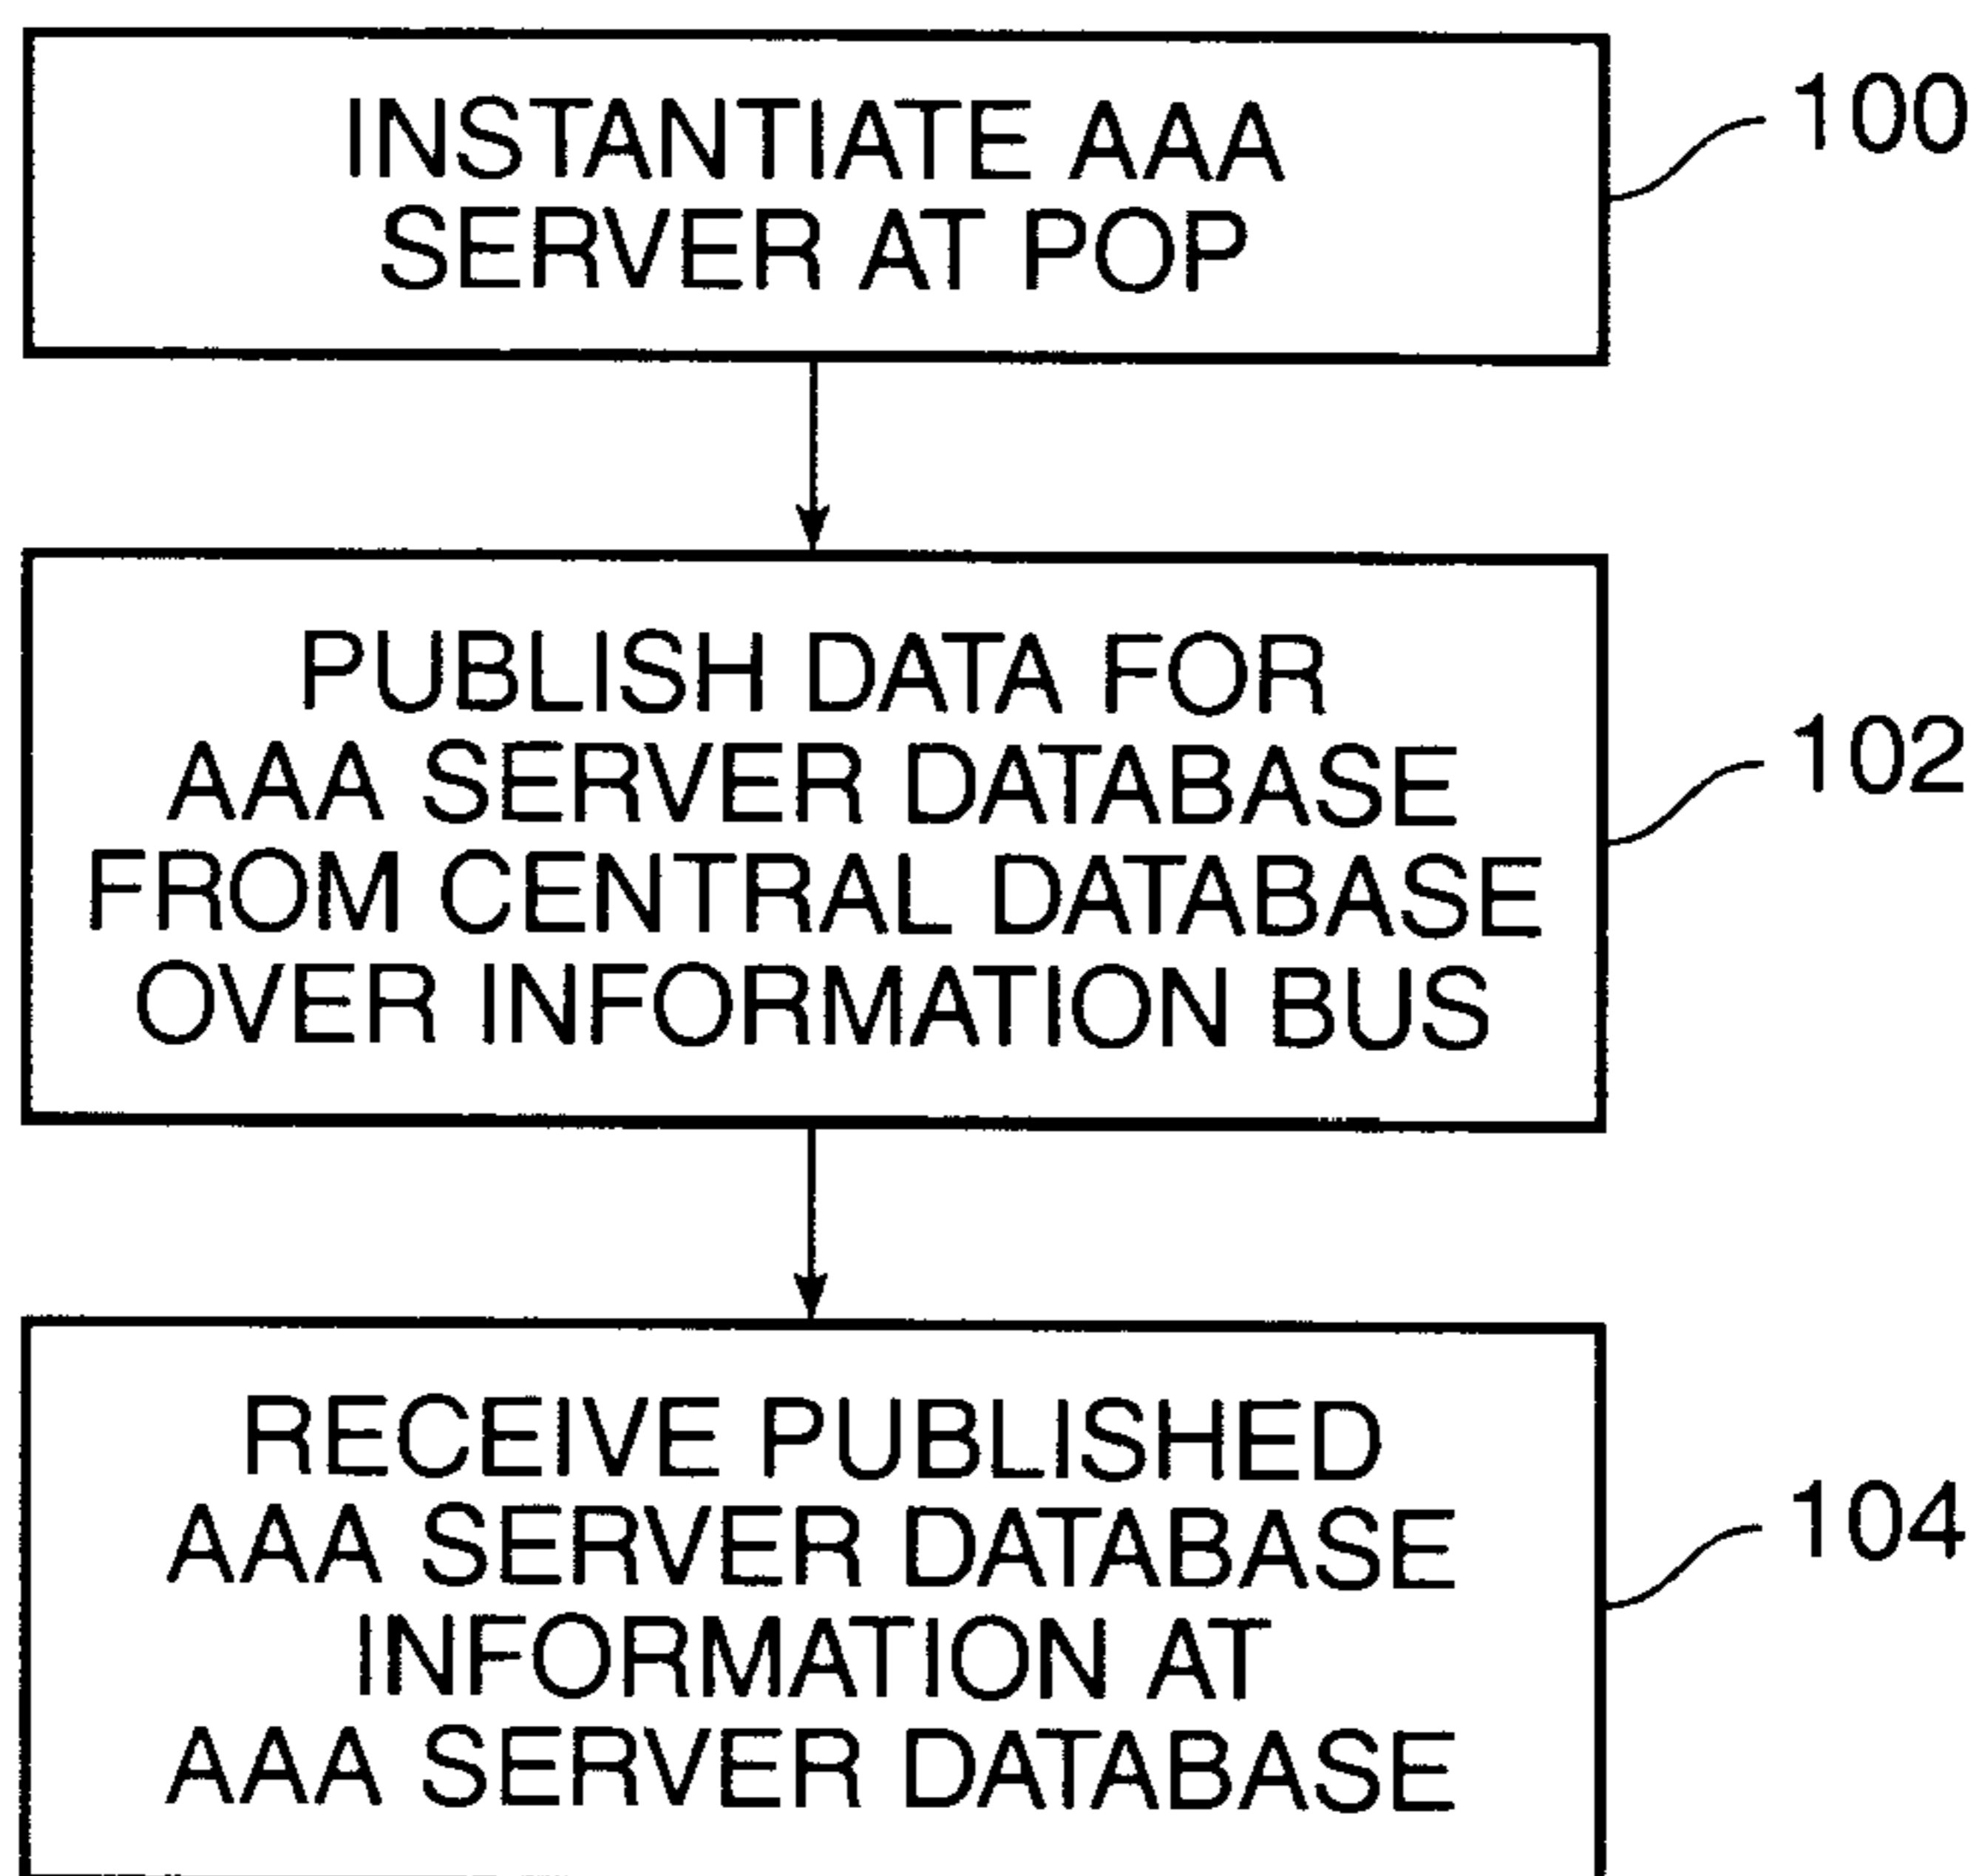 INSTANTIATE AAA
SERVER AT POP
100
PUBLISH DATA FOR
AAA SERVER DATABASE
FROM CENTRAL DATABASE
OVER INFORMATION BUS
102
RECEIVE PUBLISHED
AAA SERVER DATABASE
INFORMATION AT
AAA SERVER DATABASE
104